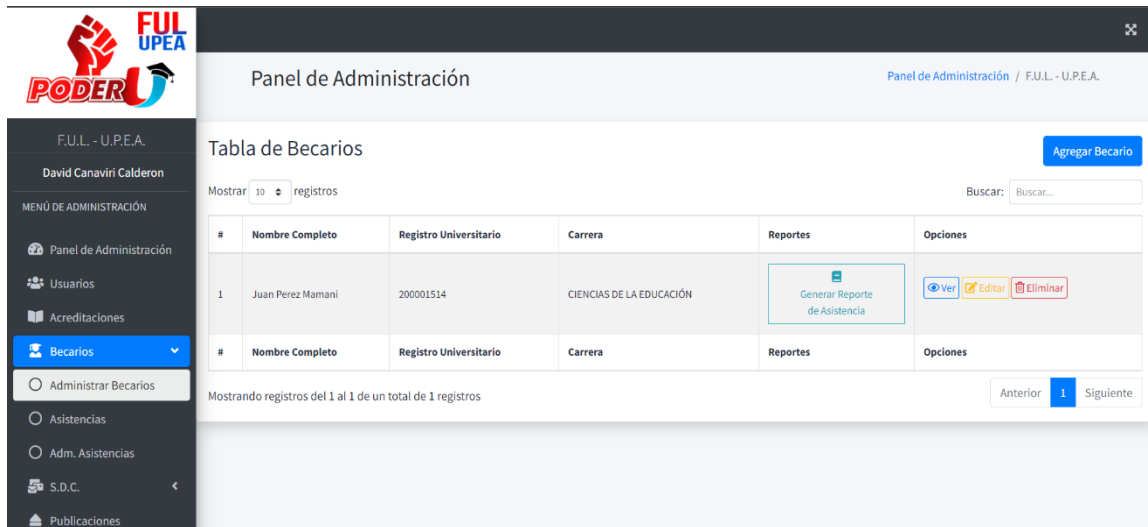 FUL
UPEA
PODER U
F.U.L. - U.P.E.A.
David Canaviri Calderon
MENÚ DE ADMINISTRACIÓN
Panel de Administración
Usuarios
Acreditaciones
Becarios
Administrar Becarios
Asistencias
Adm. Asistencias
S.D.C.
Publicaciones
Panel de Administración
Panel de Administración / F.U.L. - U.P.E.A.
Tabla de Becarios
Agregar Becario
Mostrar 10 registros
Buscar: Buscar...
# Nombre Completo Registro Universitario Carrera Reportes Opciones
1 Juan Perez Mamani 200001514 CIENCIAS DE LA EDUCACIÓN Generar Reporte de Asistencia Ver Editar Eliminar
# Nombre Completo Registro Universitario Carrera Reportes Opciones
Mostrando registros del 1 al 1 de un total de 1 registros
Anterior 1 Siguiente